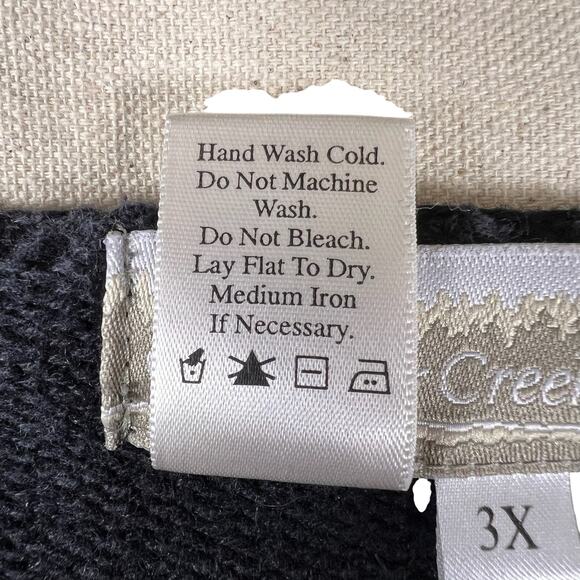 Hand Wash Cold.
Do Not Machine
Wash.
Do Not Bleach.
Lay Flat To Dry.
Medium Iron
If Necessary.
3X